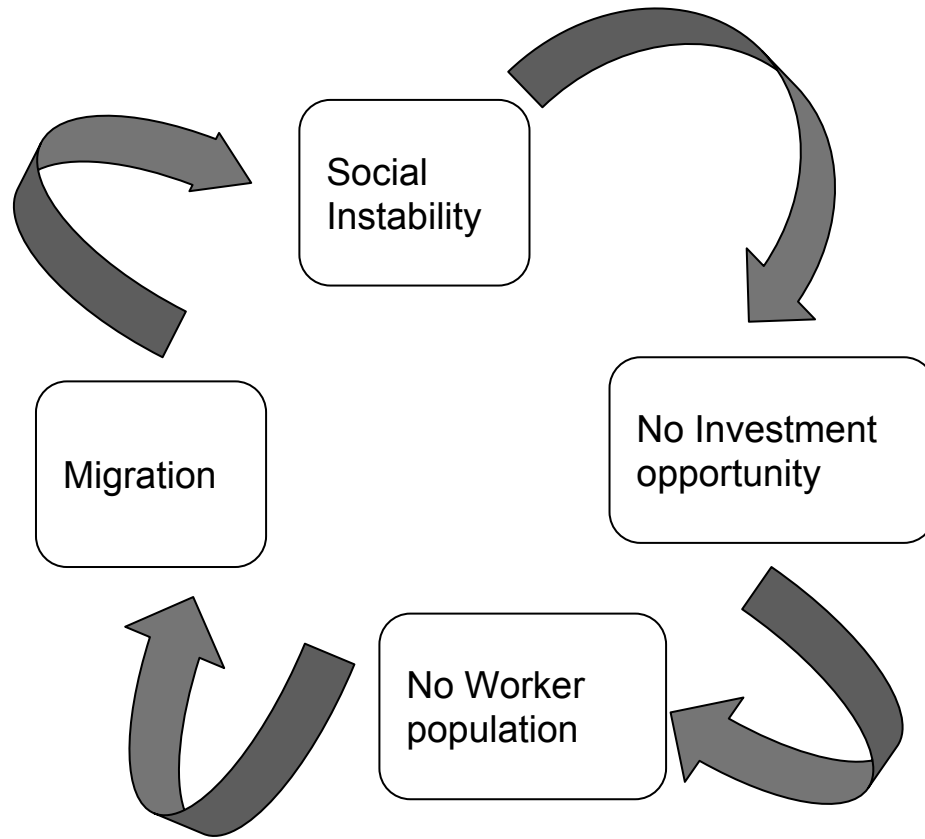 Social
Instability
No Investment
opportunity
No Worker
population
Migration